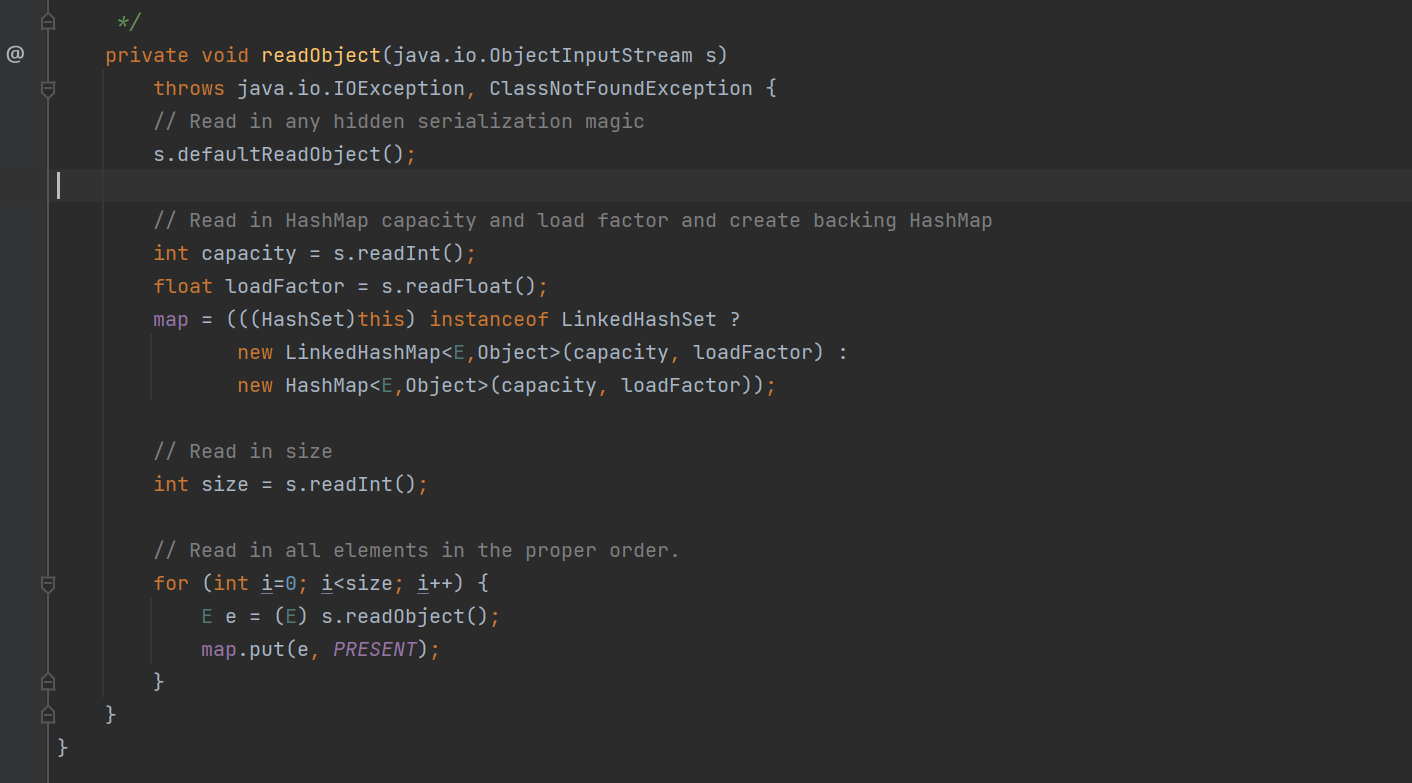 */
@
private void readObject(java.io.ObjectInputStream s)
throws java.io.IOException, ClassNotFoundException {
// Read in any hidden serialization magic
s.defaultReadObject();
// Read in HashMap capacity and load factor and create backing HashMap
int capacity = s.readInt();
float loadFactor = s.readFloat();
map = (((HashSet)this) instanceof LinkedHashSet ?
new LinkedHashMap<E,Object>(capacity, loadFactor) :
new HashMap<E,Object>(capacity, loadFactor));
// Read in size
int size = s.readInt();
// Read in all elements in the proper order.
for (int i=0; i<size; i++) {
E e = (E) s.readObject();
map.put(e, PRESENT);
}
}
}